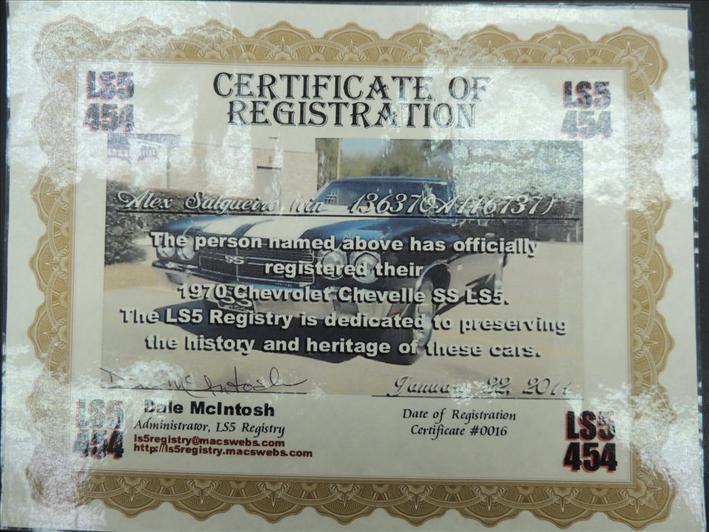 LS5
454
CERTIFICATE OF
REGISTRATION
LS5
454
Alex Salgueiro
The person named above has officially
registered their
1970 Chevrolet Chevelle SS LS5.
The LS5 Registry is dedicated to preserving
the history and heritage of these cars.
SS
Dale McIntosh
January 22, 2011
Dale McIntosh
Administrator, LS5 Registry
ls5registry@macswebs.com
http://ls5registry.macswebs.com
Date of Registration
Certificate #0016
LS5
454
LS5
454